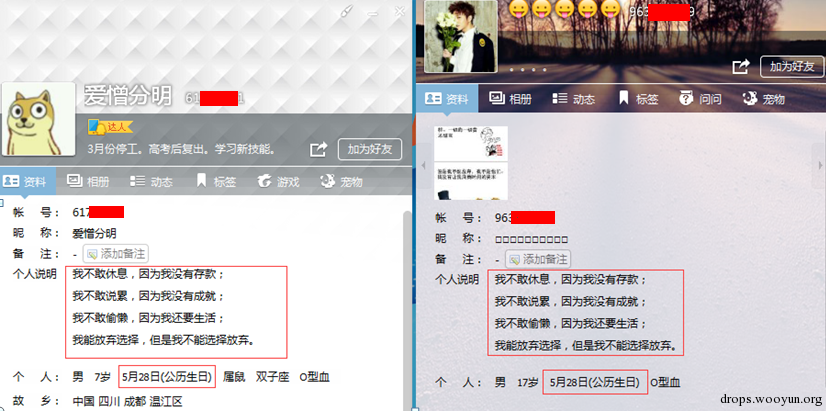 爱憎分明 61 1
达人
3月份停工。高考后复出。学习新技能。
加为好友
资料 相册 动态 标签 游戏 宠物
帐 号： 617
昵 称： 爱憎分明
备 注： - 添加备注
个人说明 我不敢休息，因为我没有存款；
我不敢说累，因为我没有成就；
我不敢偷懒，因为我还要生活；
我能放弃选择，但是我不能选择放弃。
个 人： 男 7岁 5月28日(公历生日) 属鼠 双子座 O型血
故 乡： 中国 四川 成都 温江区
963 9
加为好友
资料 相册 动态 标签 问问 宠物
帐 号： 963
昵 称： □□□□□□□□□□
备 注： - 添加备注
个人说明 我不敢休息，因为我没有存款；
我不敢说累，因为我没有成就；
我不敢偷懒，因为我还要生活；
我能放弃选择，但是我不能选择放弃。
个 人： 男 17岁 5月28日(公历生日) O型血
drops.wooyun.org